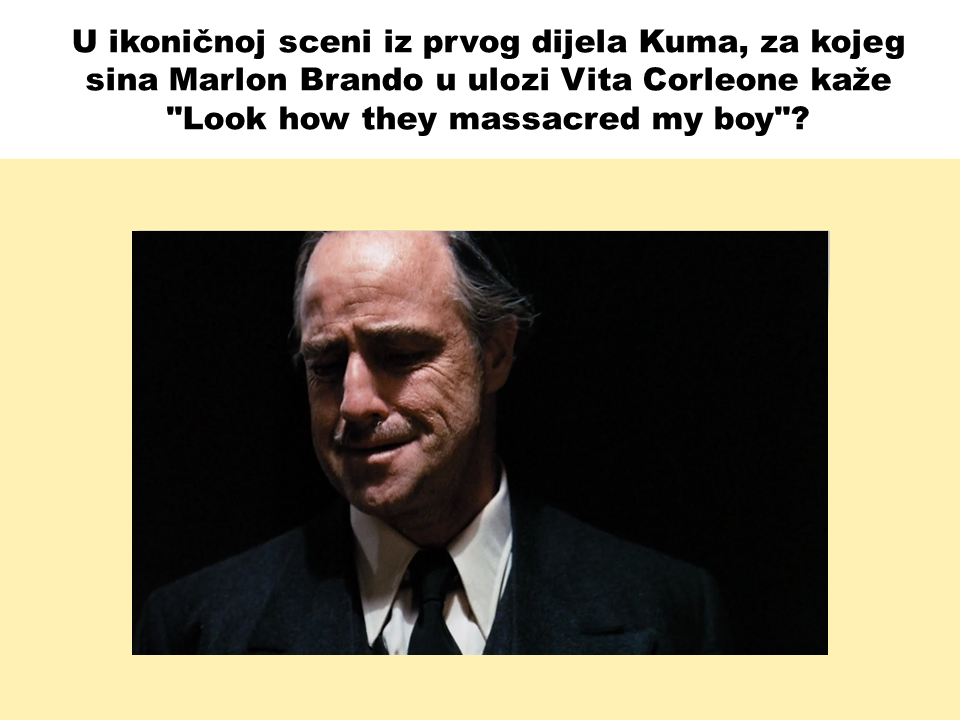 U ikoničnoj sceni iz prvog dijela Kuma, za kojeg
sina Marlon Brando u ulozi Vita Corleone kaže
"Look how they massacred my boy"?